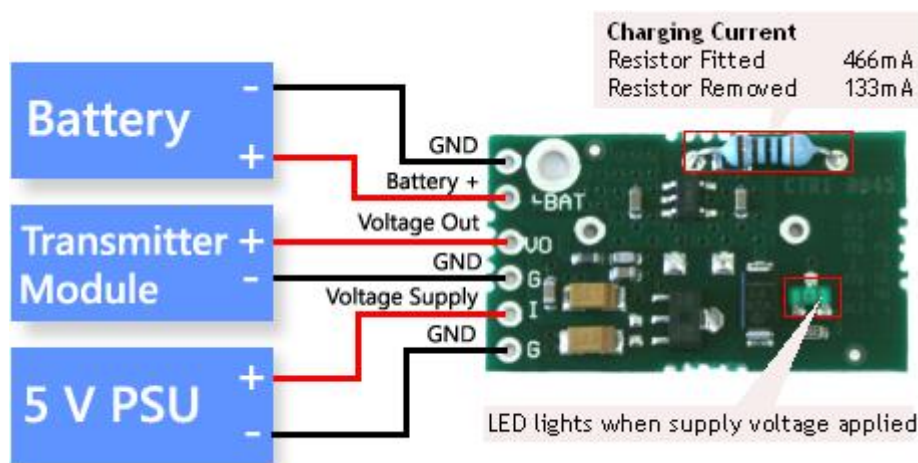 Charging Current
Resistor Fitted 466mA
Resistor Removed 133mA
Battery
-
+
GND
Battery +
Voltage Out
GND
Voltage Supply
GND
Transmitter
Module
+
-
5 V PSU
+
-
BAT
VO
G
I
G
LED lights when supply voltage applied